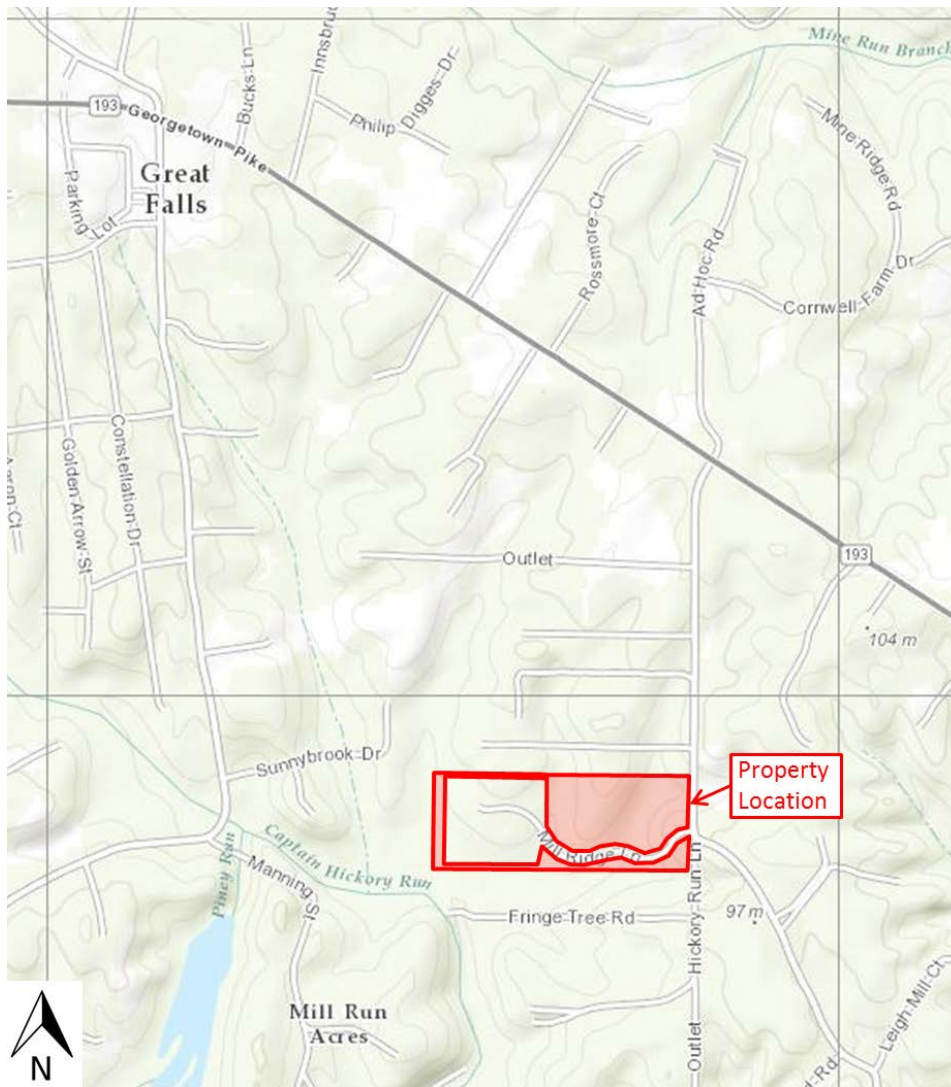 Mine Run Branch
193
Georgetown Pike
Bucks Ln
Innsbruc
Philip Digges Dr
Mine Ridge Rd
Great
Falls
Parking Lot
Rossmore Ct
Ad Hoc Rd
Cornwell Farm Dr
Golden Arrow St
Constellation Dr
Outlet
193
104 m
Sunnybrook Dr
Property
Location
Mill Ridge Ln
Captain Hickory Run
Piney Run
Manning St
Fringe Tree Rd
Hickory Run Ln
97 m
Mill Run
Acres
Outlet
Leigh Mill Ct
Rd
N